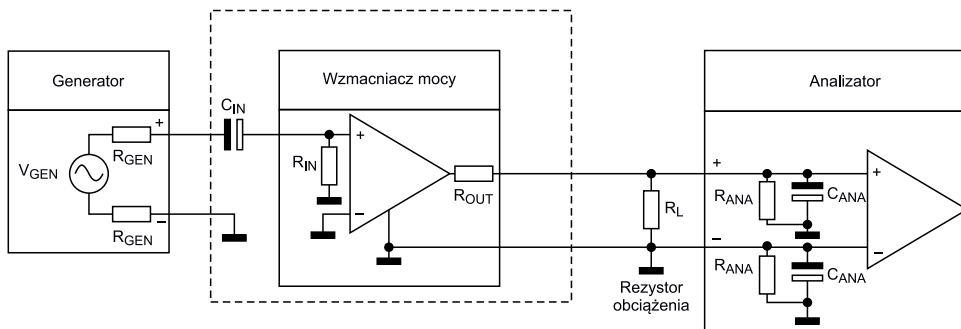 Generator
Wzmacniacz mocy
Analizator
C_IN
+
R_GEN
V_GEN
R_GEN
−
+
R_IN
−
R_OUT
+
R_L
−
Rezystor
obciążenia
+
R_ANA
C_ANA
−
R_ANA
C_ANA